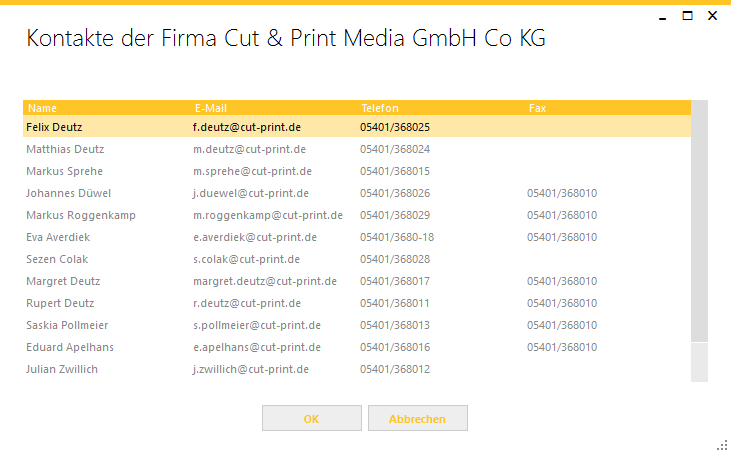 Kontakte der Firma Cut & Print Media GmbH Co KG
Name E-Mail Telefon Fax
Felix Deutz f.deutz@cut-print.de 05401/368025
Matthias Deutz m.deutz@cut-print.de 05401/368024
Markus Sprehe m.sprehe@cut-print.de 05401/368015
Johannes Düwel j.duewel@cut-print.de 05401/368026 05401/368010
Markus Roggenkamp m.roggenkamp@cut-print.de 05401/368029 05401/368010
Eva Averdiek e.averdiek@cut-print.de 05401/3680-18 05401/368010
Sezen Colak s.colak@cut-print.de 05401/368028
Margret Deutz margret.deutz@cut-print.de 05401/368017 05401/368010
Rupert Deutz r.deutz@cut-print.de 05401/368011 05401/368010
Saskia Pollmeier s.pollmeier@cut-print.de 05401/368013 05401/368010
Eduard Apelhans e.apelhans@cut-print.de 05401/368016 05401/368010
Julian Zwillich j.zwillich@cut-print.de 05401/368012
OK Abbrechen